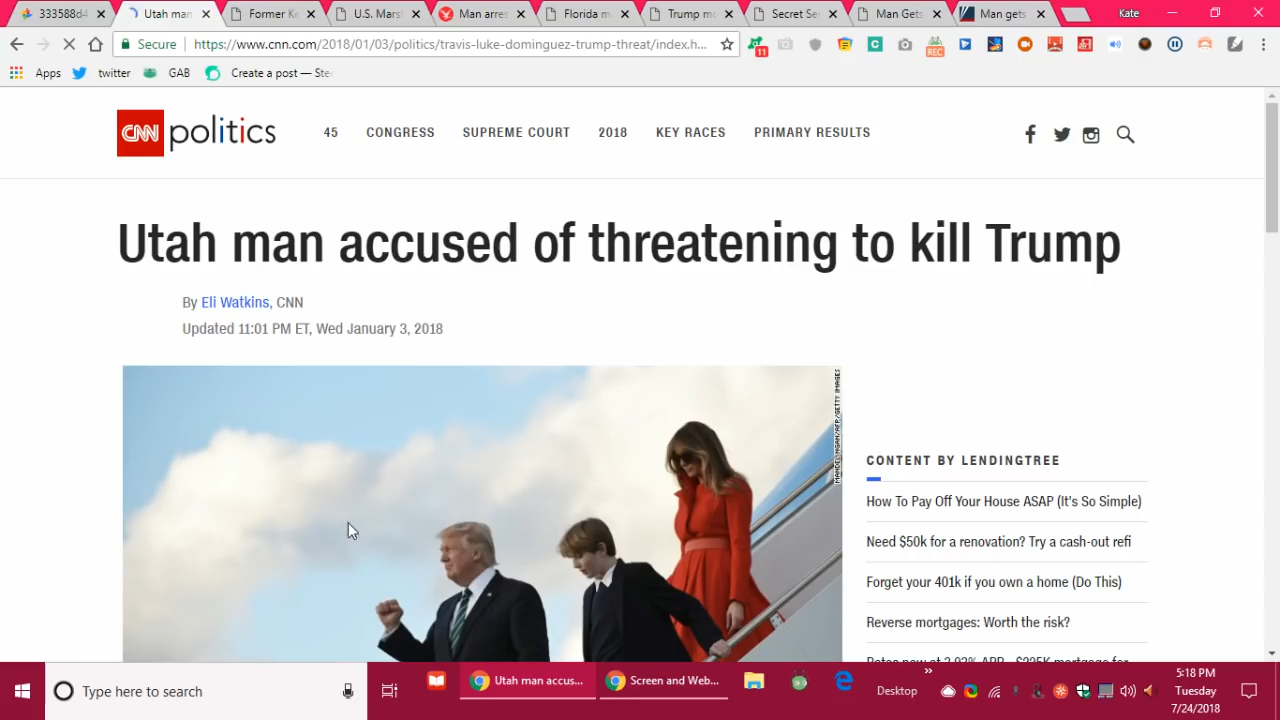 333588d4
Utah man
Former Ke
U.S. Marsh
Man arres
Florida m
Trump m
Secret Se
Man Gets
Man gets
Kate
Secure
https://www.cnn.com/2018/01/03/politics/travis-luke-dominguez-trump-threat/index.h...
11
REC
Apps
twitter
GAB
Create a post — Ste
CNN politics
45
CONGRESS
SUPREME COURT
2018
KEY RACES
PRIMARY RESULTS
Utah man accused of threatening to kill Trump
By Eli Watkins, CNN
Updated 11:01 PM ET, Wed January 3, 2018
CONTENT BY LENDINGTREE
How To Pay Off Your House ASAP (It's So Simple)
Need $50k for a renovation? Try a cash-out refi
Forget your 401k if you own a home (Do This)
Reverse mortgages: Worth the risk?
Type here to search
Utah man accus...
Screen and Web...
Desktop
5:18 PM
Tuesday
7/24/2018